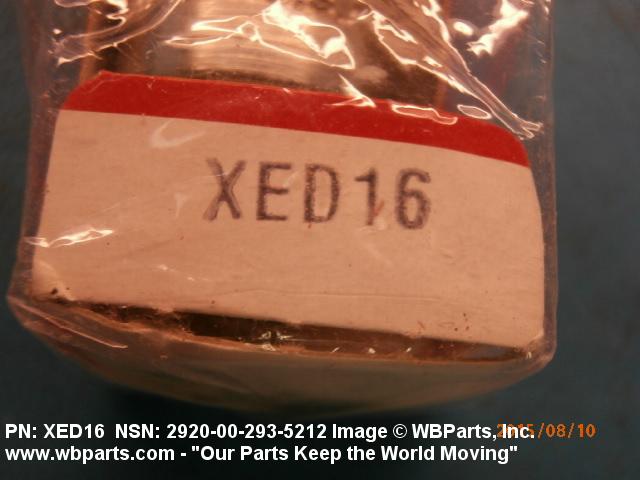 XED16
PN: XED16 NSN: 2920-00-293-5212 Image © WBParts, Inc. 2015/08/10
www.wbparts.com - "Our Parts Keep the World Moving"